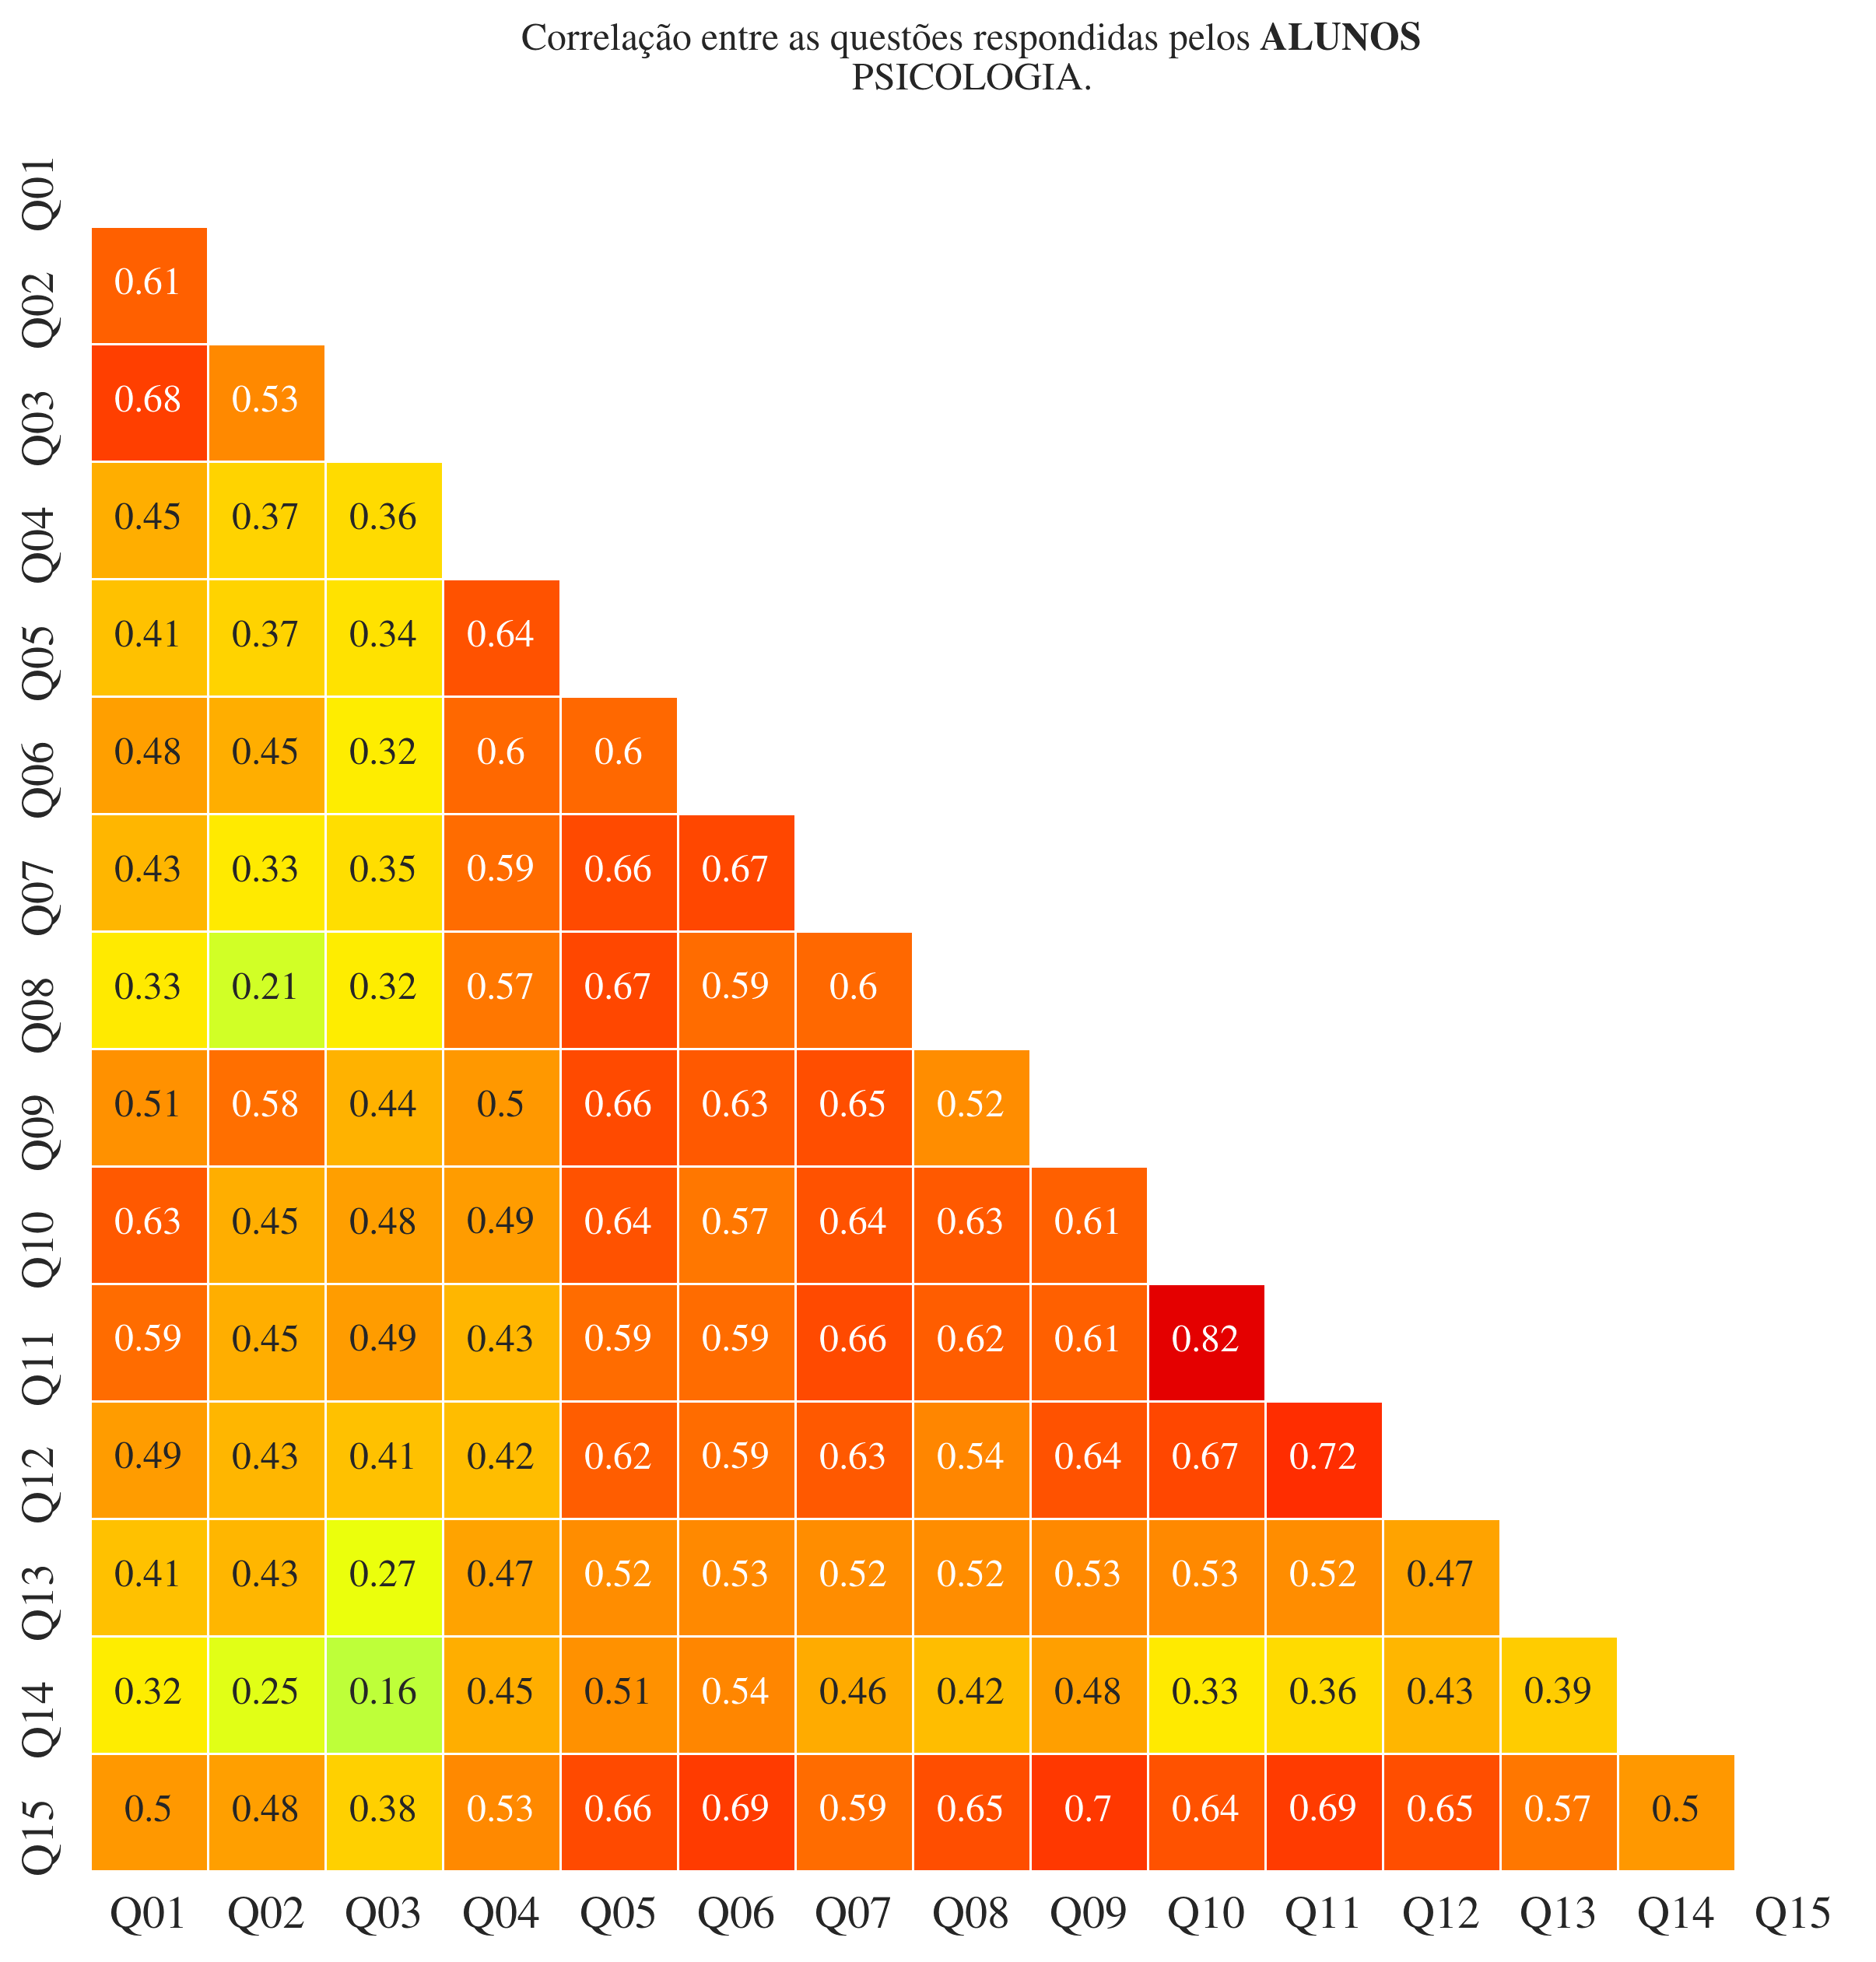 Correlação entre as questões respondidas pelos ALUNOS
PSICOLOGIA.
Q01
Q02 0.61
Q03 0.68 0.53
Q04 0.45 0.37 0.36
Q05 0.41 0.37 0.34 0.64
Q06 0.48 0.45 0.32 0.6 0.6
Q07 0.43 0.33 0.35 0.59 0.66 0.67
Q08 0.33 0.21 0.32 0.57 0.67 0.59 0.6
Q09 0.51 0.58 0.44 0.5 0.66 0.63 0.65 0.52
Q10 0.63 0.45 0.48 0.49 0.64 0.57 0.64 0.63 0.61
Q11 0.59 0.45 0.49 0.43 0.59 0.59 0.66 0.62 0.61 0.82
Q12 0.49 0.43 0.41 0.42 0.62 0.59 0.63 0.54 0.64 0.67 0.72
Q13 0.41 0.43 0.27 0.47 0.52 0.53 0.52 0.52 0.53 0.53 0.52 0.47
Q14 0.32 0.25 0.16 0.45 0.51 0.54 0.46 0.42 0.48 0.33 0.36 0.43 0.39
Q15 0.5 0.48 0.38 0.53 0.66 0.69 0.59 0.65 0.7 0.64 0.69 0.65 0.57 0.5
Q01 Q02 Q03 Q04 Q05 Q06 Q07 Q08 Q09 Q10 Q11 Q12 Q13 Q14 Q15